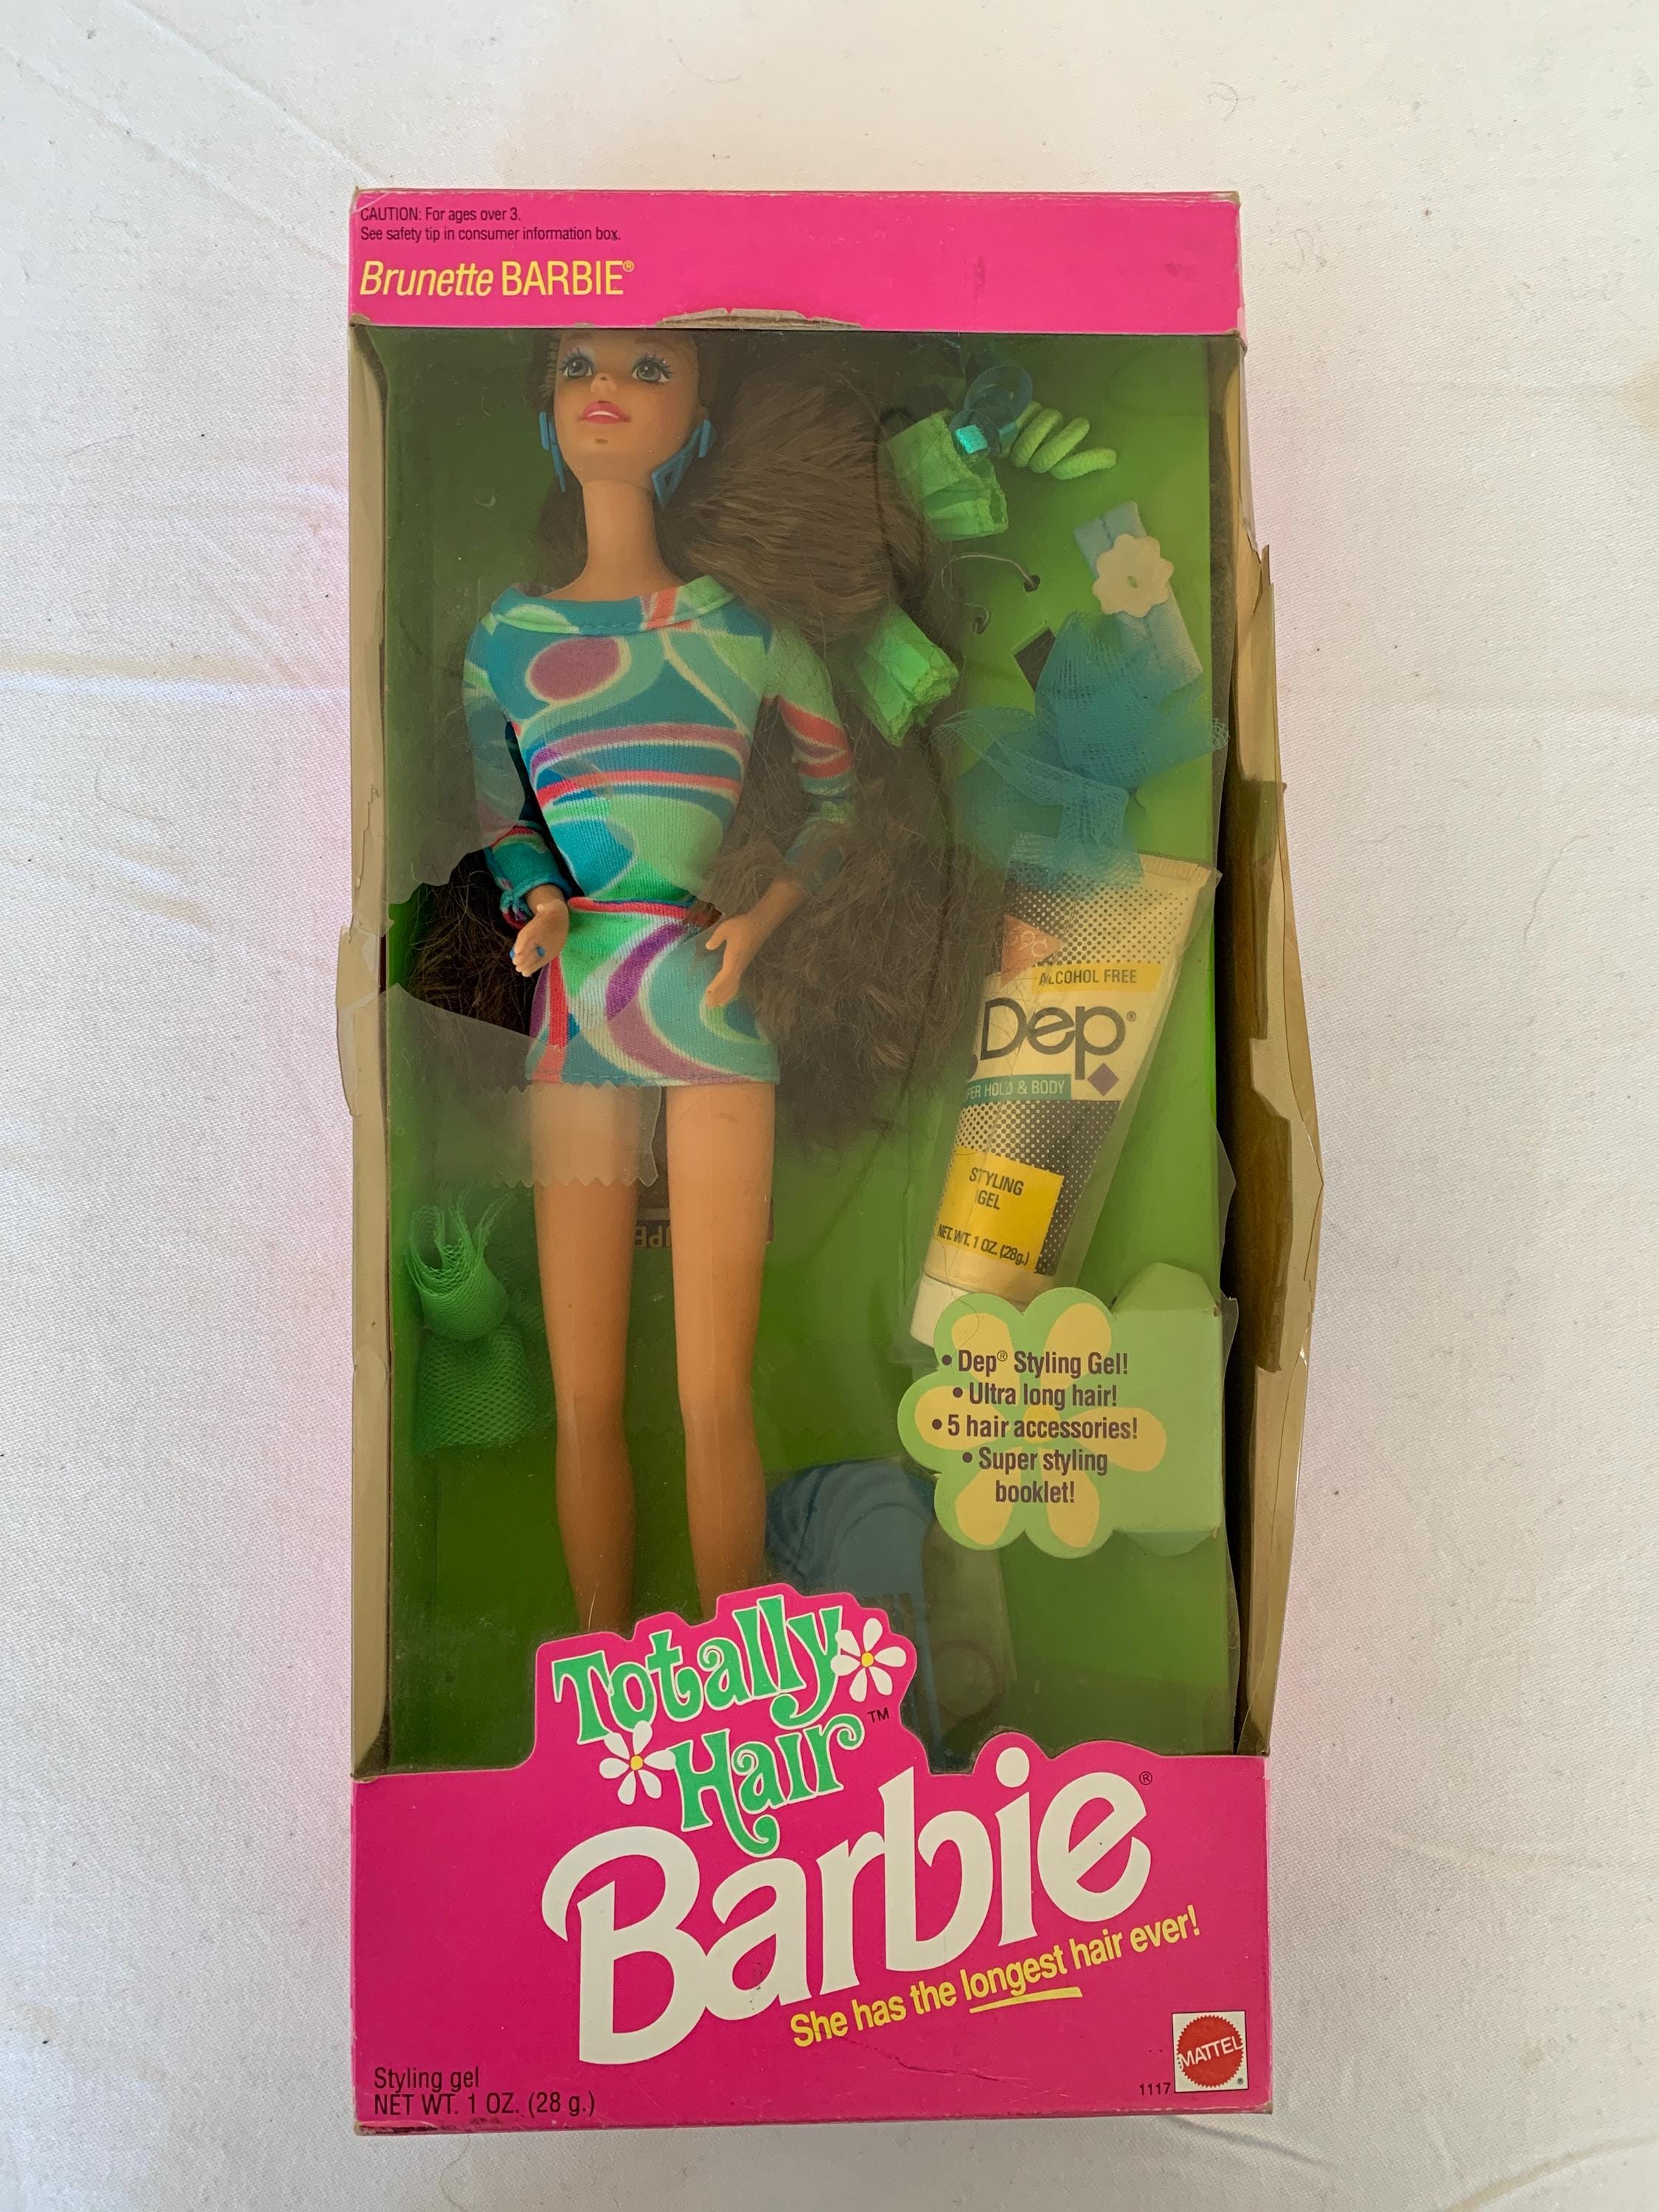 CAUTION: For ages over 3.
See safety tip in consumer information box.
Brunette BARBIE®
ALCOHOL FREE
Dep®
HOLD & BODY
STYLING
GEL
NET. WT. 1 OZ. (28g.)
• Dep® Styling Gel!
• Ultra long hair!
• 5 hair accessories!
• Super styling
booklet!
Totally
Hair™
Barbie®
She has the longest hair ever!
Styling gel
NET WT. 1 OZ. (28 g.)
1117
MATTEL®